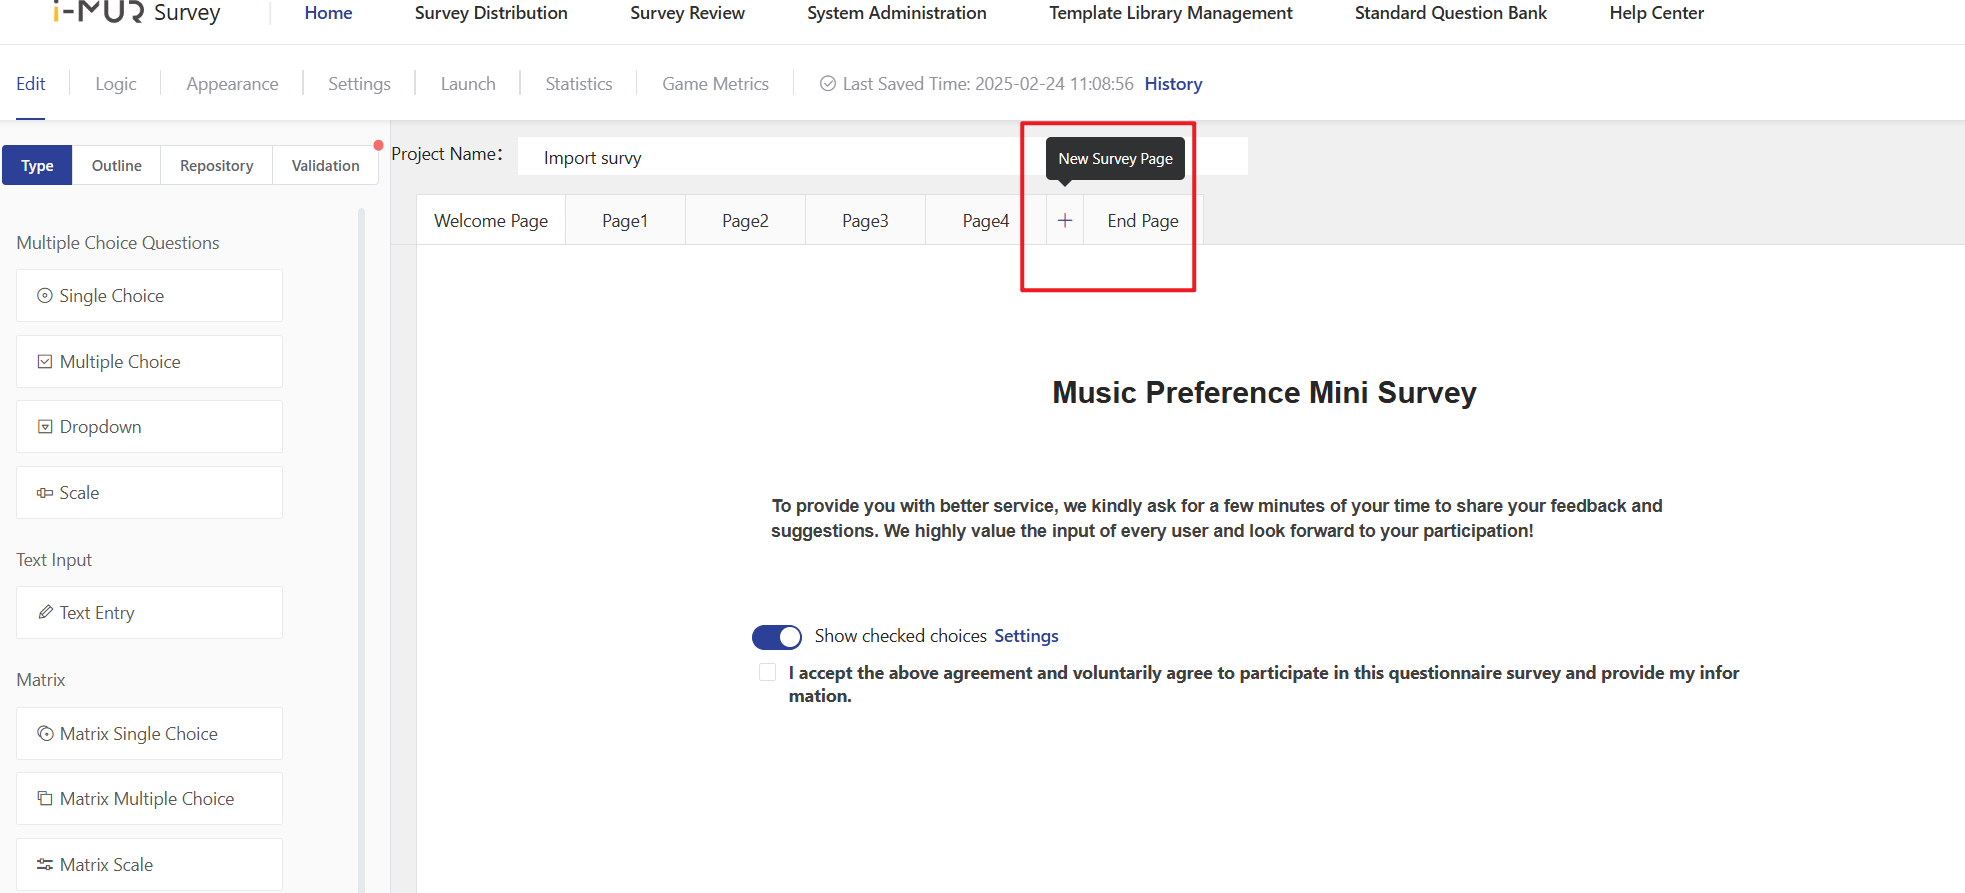 i-MUR Survey
Home
Survey Distribution
Survey Review
System Administration
Template Library Management
Standard Question Bank
Help Center
Edit
Logic
Appearance
Settings
Launch
Statistics
Game Metrics
Last Saved Time: 2025-02-24 11:08:56 History
Type
Outline
Repository
Validation
Project Name：
Import survy
New Survey Page
Welcome Page
Page1
Page2
Page3
Page4
+
End Page
Multiple Choice Questions
Single Choice
Multiple Choice
Dropdown
Scale
Text Input
Text Entry
Matrix
Matrix Single Choice
Matrix Multiple Choice
Matrix Scale
Music Preference Mini Survey
To provide you with better service, we kindly ask for a few minutes of your time to share your feedback and
suggestions. We highly value the input of every user and look forward to your participation!
Show checked choices Settings
I accept the above agreement and voluntarily agree to participate in this questionnaire survey and provide my infor
mation.